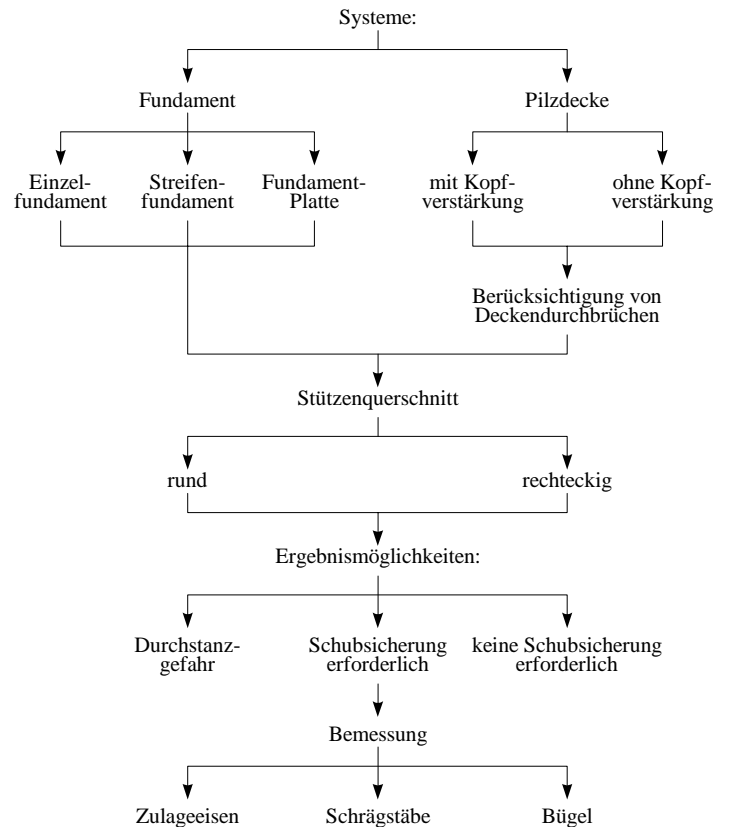 Systeme:
Fundament
Pilzdecke
Einzel-
fundament
Streifen-
fundament
Fundament-
Platte
mit Kopf-
verstärkung
ohne Kopf-
verstärkung
Berücksichtigung von
Deckendurchbrüchen
Stützenquerschnitt
rund
rechteckig
Ergebnismöglichkeiten:
Durchstanz-
gefahr
Schubsicherung
erforderlich
keine Schubsicherung
erforderlich
Bemessung
Zulageeisen
Schrägstäbe
Bügel